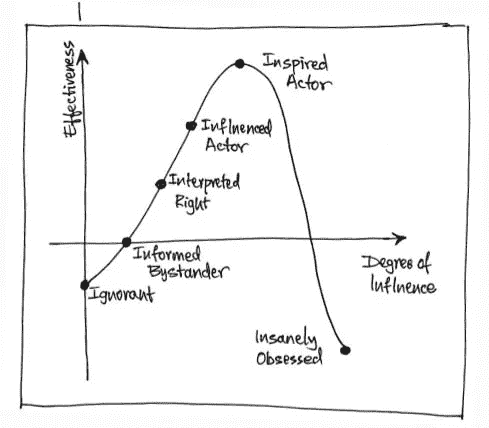 Effectiveness
Inspired
Actor
Influenced
Actor
Interpreted
Right
Informed
Bystander
Degree of
Influence
Ignorant
Insanely
Obsessed